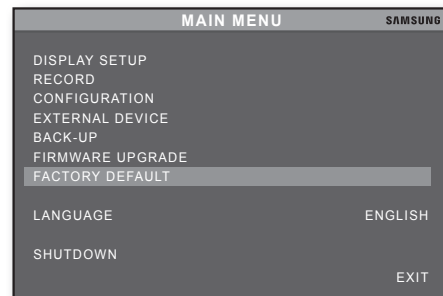 MAIN MENU SAMSUNG
DISPLAY SETUP
RECORD
CONFIGURATION
EXTERNAL DEVICE
BACK-UP
FIRMWARE UPGRADE
FACTORY DEFAULT
LANGUAGE ENGLISH
SHUTDOWN
EXIT